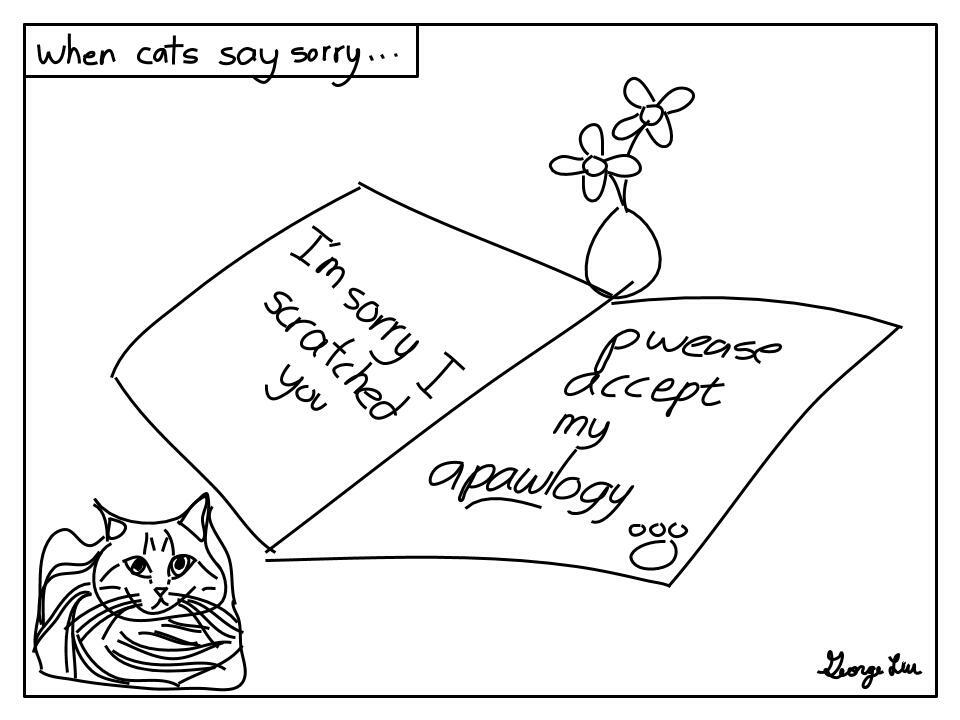 When cats say sorry...
I'm sorry I
scratched
you
pwease
accept
my
apawlogy
George Liu